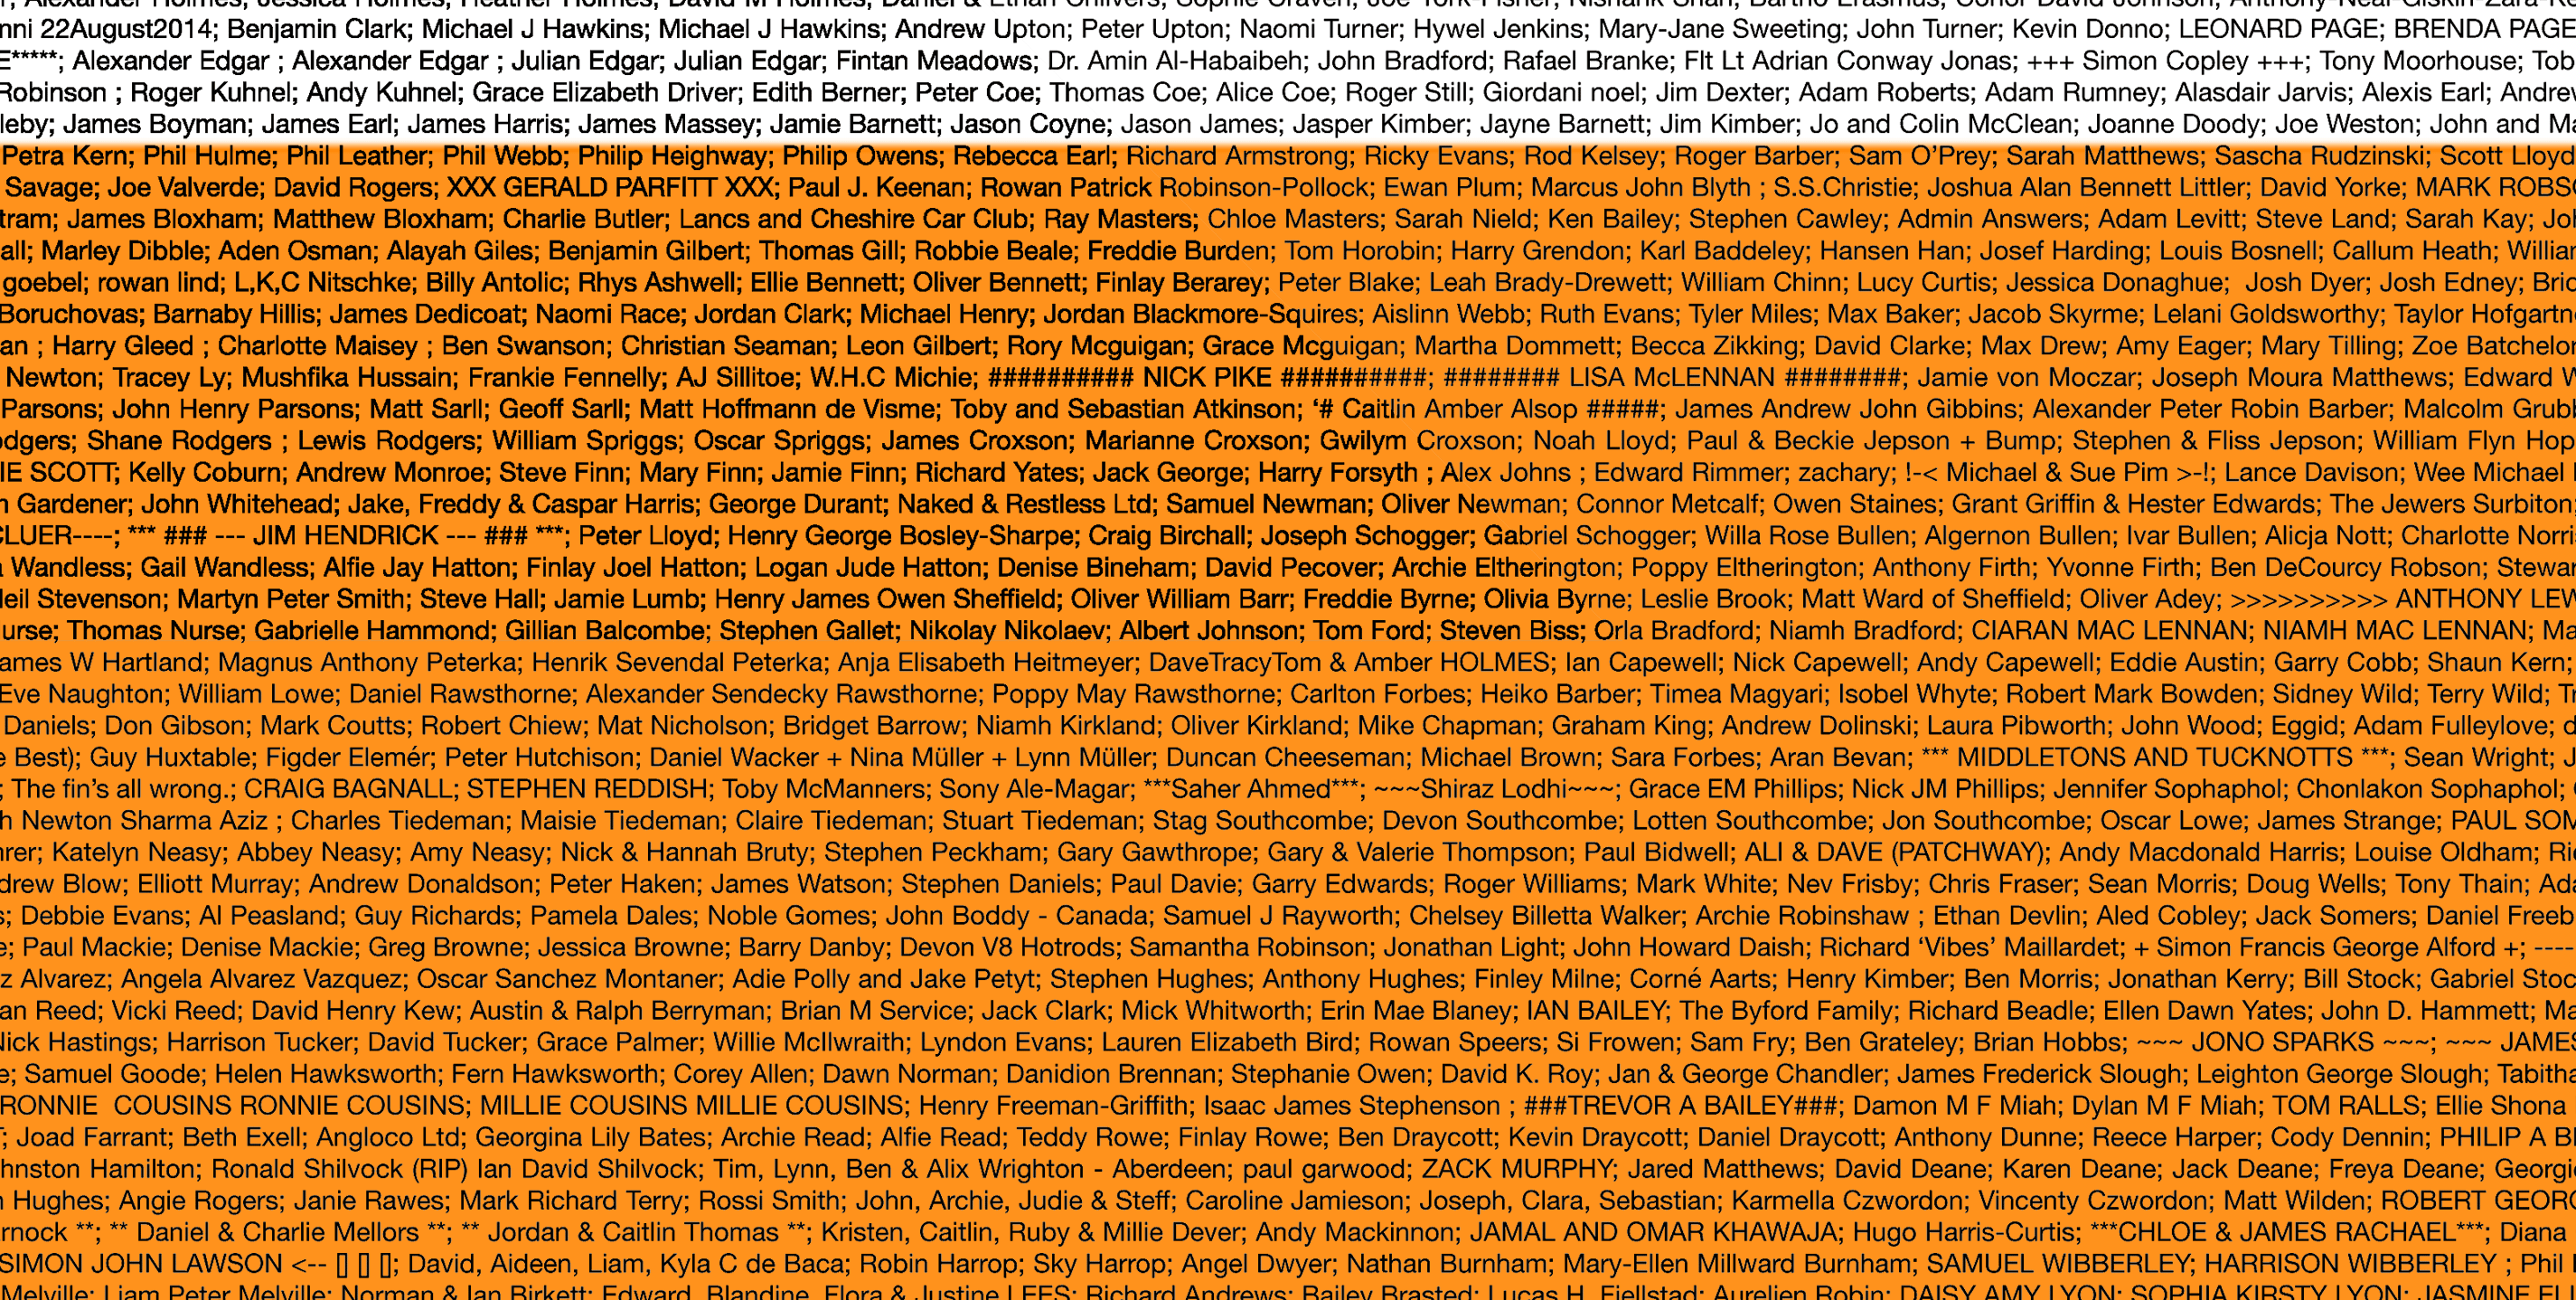 Alexander Holmes; Jessica Holmes; Heather Holmes; David M Holmes; Daniel & Ethan Chilvers; Sophie Craven; Joe York-Fisher; Nishank Shah; Bartho Erasmus; Conor David Johnson;
nni 22August2014; Benjamin Clark; Michael J Hawkins; Michael J Hawkins; Andrew Upton; Peter Upton; Naomi Turner; Hywel Jenkins; Mary-Jane Sweeting; John Turner; Kevin Donno; LEONARD PAGE; BRENDA PAGE
E*****; Alexander Edgar ; Alexander Edgar ; Julian Edgar; Julian Edgar; Fintan Meadows; Dr. Amin Al-Habaibeh; John Bradford; Rafael Branke; Flt Lt Adrian Conway Jonas; +++ Simon Copley +++; Tony Moorhouse; Tob
Robinson ; Roger Kuhnel; Andy Kuhnel; Grace Elizabeth Driver; Edith Berner; Peter Coe; Thomas Coe; Alice Coe; Roger Still; Giordani noel; Jim Dexter; Adam Roberts; Adam Rumney; Alasdair Jarvis; Alexis Earl; Andrew
leby; James Boyman; James Earl; James Harris; James Massey; Jamie Barnett; Jason Coyne; Jason James; Jasper Kimber; Jayne Barnett; Jim Kimber; Jo and Colin McClean; Joanne Doody; Joe Weston; John and Ma
Petra Kern; Phil Hulme; Phil Leather; Phil Webb; Philip Heighway; Philip Owens; Rebecca Earl; Richard Armstrong; Ricky Evans; Rod Kelsey; Roger Barber; Sam O’Prey; Sarah Matthews; Sascha Rudzinski; Scott Lloyd
Savage; Joe Valverde; David Rogers; XXX GERALD PARFITT XXX; Paul J. Keenan; Rowan Patrick Robinson-Pollock; Ewan Plum; Marcus John Blyth ; S.S.Christie; Joshua Alan Bennett Littler; David Yorke; MARK ROBSO
tram; James Bloxham; Matthew Bloxham; Charlie Butler; Lancs and Cheshire Car Club; Ray Masters; Chloe Masters; Sarah Nield; Ken Bailey; Stephen Cawley; Admin Answers; Adam Levitt; Steve Land; Sarah Kay; Jo
all; Marley Dibble; Aden Osman; Alayah Giles; Benjamin Gilbert; Thomas Gill; Robbie Beale; Freddie Burden; Tom Horobin; Harry Grendon; Karl Baddeley; Hansen Han; Josef Harding; Louis Bosnell; Callum Heath; William
goebel; rowan lind; L,K,C Nitschke; Billy Antolic; Rhys Ashwell; Ellie Bennett; Oliver Bennett; Finlay Berarey; Peter Blake; Leah Brady-Drewett; William Chinn; Lucy Curtis; Jessica Donaghue;  Josh Dyer; Josh Edney; Bri
Boruchovas; Barnaby Hillis; James Dedicoat; Naomi Race; Jordan Clark; Michael Henry; Jordan Blackmore-Squires; Aislinn Webb; Ruth Evans; Tyler Miles; Max Baker; Jacob Skyrme; Lelani Goldsworthy; Taylor Hofgartn
an ; Harry Gleed ; Charlotte Maisey ; Ben Swanson; Christian Seaman; Leon Gilbert; Rory Mcguigan; Grace Mcguigan; Martha Dommett; Becca Zikking; David Clarke; Max Drew; Amy Eager; Mary Tilling; Zoe Batchelor
Newton; Tracey Ly; Mushfika Hussain; Frankie Fennelly; AJ Sillitoe; W.H.C Michie; ########## NICK PIKE ##########; ######## LISA McLENNAN ########; Jamie von Moczar; Joseph Moura Matthews; Edward W
Parsons; John Henry Parsons; Matt Sarll; Geoff Sarll; Matt Hoffmann de Visme; Toby and Sebastian Atkinson; ‘# Caitlin Amber Alsop #####; James Andrew John Gibbins; Alexander Peter Robin Barber; Malcolm Grub
odgers; Shane Rodgers ; Lewis Rodgers; William Spriggs; Oscar Spriggs; James Croxson; Marianne Croxson; Gwilym Croxson; Noah Lloyd; Paul & Beckie Jepson + Bump; Stephen & Fliss Jepson; William Flyn Hop
IE SCOTT; Kelly Coburn; Andrew Monroe; Steve Finn; Mary Finn; Jamie Finn; Richard Yates; Jack George; Harry Forsyth ; Alex Johns ; Edward Rimmer; zachary; !-< Michael & Sue Pim >-!; Lance Davison; Wee Michael
n Gardener; John Whitehead; Jake, Freddy & Caspar Harris; George Durant; Naked & Restless Ltd; Samuel Newman; Oliver Newman; Connor Metcalf; Owen Staines; Grant Griffin & Hester Edwards; The Jewers Surbiton;
CLUER----; *** ### --- JIM HENDRICK --- ### ***; Peter Lloyd; Henry George Bosley-Sharpe; Craig Birchall; Joseph Schogger; Gabriel Schogger; Willa Rose Bullen; Algernon Bullen; Ivar Bullen; Alicja Nott; Charlotte Norri
a Wandless; Gail Wandless; Alfie Jay Hatton; Finlay Joel Hatton; Logan Jude Hatton; Denise Bineham; David Pecover; Archie Eltherington; Poppy Eltherington; Anthony Firth; Yvonne Firth; Ben DeCourcy Robson; Stewar
Neil Stevenson; Martyn Peter Smith; Steve Hall; Jamie Lumb; Henry James Owen Sheffield; Oliver William Barr; Freddie Byrne; Olivia Byrne; Leslie Brook; Matt Ward of Sheffield; Oliver Adey; >>>>>>>>>> ANTHONY LEW
urse; Thomas Nurse; Gabrielle Hammond; Gillian Balcombe; Stephen Gallet; Nikolay Nikolaev; Albert Johnson; Tom Ford; Steven Biss; Orla Bradford; Niamh Bradford; CIARAN MAC LENNAN; NIAMH MAC LENNAN; Ma
ames W Hartland; Magnus Anthony Peterka; Henrik Sevendal Peterka; Anja Elisabeth Heitmeyer; DaveTracyTom & Amber HOLMES; Ian Capewell; Nick Capewell; Andy Capewell; Eddie Austin; Garry Cobb; Shaun Kern;
Eve Naughton; William Lowe; Daniel Rawsthorne; Alexander Sendecky Rawsthorne; Poppy May Rawsthorne; Carlton Forbes; Heiko Barber; Timea Magyari; Isobel Whyte; Robert Mark Bowden; Sidney Wild; Terry Wild; Tr
Daniels; Don Gibson; Mark Coutts; Robert Chiew; Mat Nicholson; Bridget Barrow; Niamh Kirkland; Oliver Kirkland; Mike Chapman; Graham King; Andrew Dolinski; Laura Pibworth; John Wood; Eggid; Adam Fulleylove; d
e Best); Guy Huxtable; Figder Elemér; Peter Hutchison; Daniel Wacker + Nina Müller + Lynn Müller; Duncan Cheeseman; Michael Brown; Sara Forbes; Aran Bevan; *** MIDDLETONS AND TUCKNOTTS ***; Sean Wright; J
; The fin’s all wrong.; CRAIG BAGNALL; STEPHEN REDDISH; Toby McManners; Sony Ale-Magar; ***Saher Ahmed***; ~~~Shiraz Lodhi~~~; Grace EM Phillips; Nick JM Phillips; Jennifer Sophaphol; Chonlakon Sophaphol;
h Newton Sharma Aziz ; Charles Tiedeman; Maisie Tiedeman; Claire Tiedeman; Stuart Tiedeman; Stag Southcombe; Devon Southcombe; Lotten Southcombe; Jon Southcombe; Oscar Lowe; James Strange; PAUL SOM
hrer; Katelyn Neasy; Abbey Neasy; Amy Neasy; Nick & Hannah Bruty; Stephen Peckham; Gary Gawthrope; Gary & Valerie Thompson; Paul Bidwell; ALI & DAVE (PATCHWAY); Andy Macdonald Harris; Louise Oldham; Ri
drew Blow; Elliott Murray; Andrew Donaldson; Peter Haken; James Watson; Stephen Daniels; Paul Davie; Garry Edwards; Roger Williams; Mark White; Nev Frisby; Chris Fraser; Sean Morris; Doug Wells; Tony Thain; Ada
s; Debbie Evans; Al Peasland; Guy Richards; Pamela Dales; Noble Gomes; John Boddy - Canada; Samuel J Rayworth; Chelsey Billetta Walker; Archie Robinshaw ; Ethan Devlin; Aled Cobley; Jack Somers; Daniel Freeb
e; Paul Mackie; Denise Mackie; Greg Browne; Jessica Browne; Barry Danby; Devon V8 Hotrods; Samantha Robinson; Jonathan Light; John Howard Daish; Richard ‘Vibes’ Maillardet; + Simon Francis George Alford +; ----
z Alvarez; Angela Alvarez Vazquez; Oscar Sanchez Montaner; Adie Polly and Jake Petyt; Stephen Hughes; Anthony Hughes; Finley Milne; Corné Aarts; Henry Kimber; Ben Morris; Jonathan Kerry; Bill Stock; Gabriel Stoc
an Reed; Vicki Reed; David Henry Kew; Austin & Ralph Berryman; Brian M Service; Jack Clark; Mick Whitworth; Erin Mae Blaney; IAN BAILEY; The Byford Family; Richard Beadle; Ellen Dawn Yates; John D. Hammett; Ma
Nick Hastings; Harrison Tucker; David Tucker; Grace Palmer; Willie McIlwraith; Lyndon Evans; Lauren Elizabeth Bird; Rowan Speers; Si Frowen; Sam Fry; Ben Grateley; Brian Hobbs; ~~~ JONO SPARKS ~~~; ~~~ JAMES
e; Samuel Goode; Helen Hawksworth; Fern Hawksworth; Corey Allen; Dawn Norman; Danidion Brennan; Stephanie Owen; David K. Roy; Jan & George Chandler; James Frederick Slough; Leighton George Slough; Tabitha
RONNIE  COUSINS RONNIE COUSINS; MILLIE COUSINS MILLIE COUSINS; Henry Freeman-Griffith; Isaac James Stephenson ; ###TREVOR A BAILEY###; Damon M F Miah; Dylan M F Miah; TOM RALLS; Ellie Shona
; Joad Farrant; Beth Exell; Angloco Ltd; Georgina Lily Bates; Archie Read; Alfie Read; Teddy Rowe; Finlay Rowe; Ben Draycott; Kevin Draycott; Daniel Draycott; Anthony Dunne; Reece Harper; Cody Dennin; PHILIP A B
hnston Hamilton; Ronald Shilvock (RIP) Ian David Shilvock; Tim, Lynn, Ben & Alix Wrighton - Aberdeen; paul garwood; ZACK MURPHY; Jared Matthews; David Deane; Karen Deane; Jack Deane; Freya Deane; Georgi
n Hughes; Angie Rogers; Janie Rawes; Mark Richard Terry; Rossi Smith; John, Archie, Judie & Steff; Caroline Jamieson; Joseph, Clara, Sebastian; Karmella Czwordon; Vincenty Czwordon; Matt Wilden; ROBERT GEORG
rnock **; ** Daniel & Charlie Mellors **; ** Jordan & Caitlin Thomas **; Kristen, Caitlin, Ruby & Millie Dever; Andy Mackinnon; JAMAL AND OMAR KHAWAJA; Hugo Harris-Curtis; ***CHLOE & JAMES RACHAEL***; Diana
SIMON JOHN LAWSON <-- [] [] []; David, Aideen, Liam, Kyla C de Baca; Robin Harrop; Sky Harrop; Angel Dwyer; Nathan Burnham; Mary-Ellen Millward Burnham; SAMUEL WIBBERLEY; HARRISON WIBBERLEY ; Phil
Melville; Liam Peter Melville; Norman & Ian Birkett; Edward, Blandine, Flora & Justine LEES; Richard Andrews; Bailey Brasted; Lucas H. Fjellstad; Aurelien Robin; DAISY AMY LYON; SOPHIA KIRSTY LYON; JASMINE